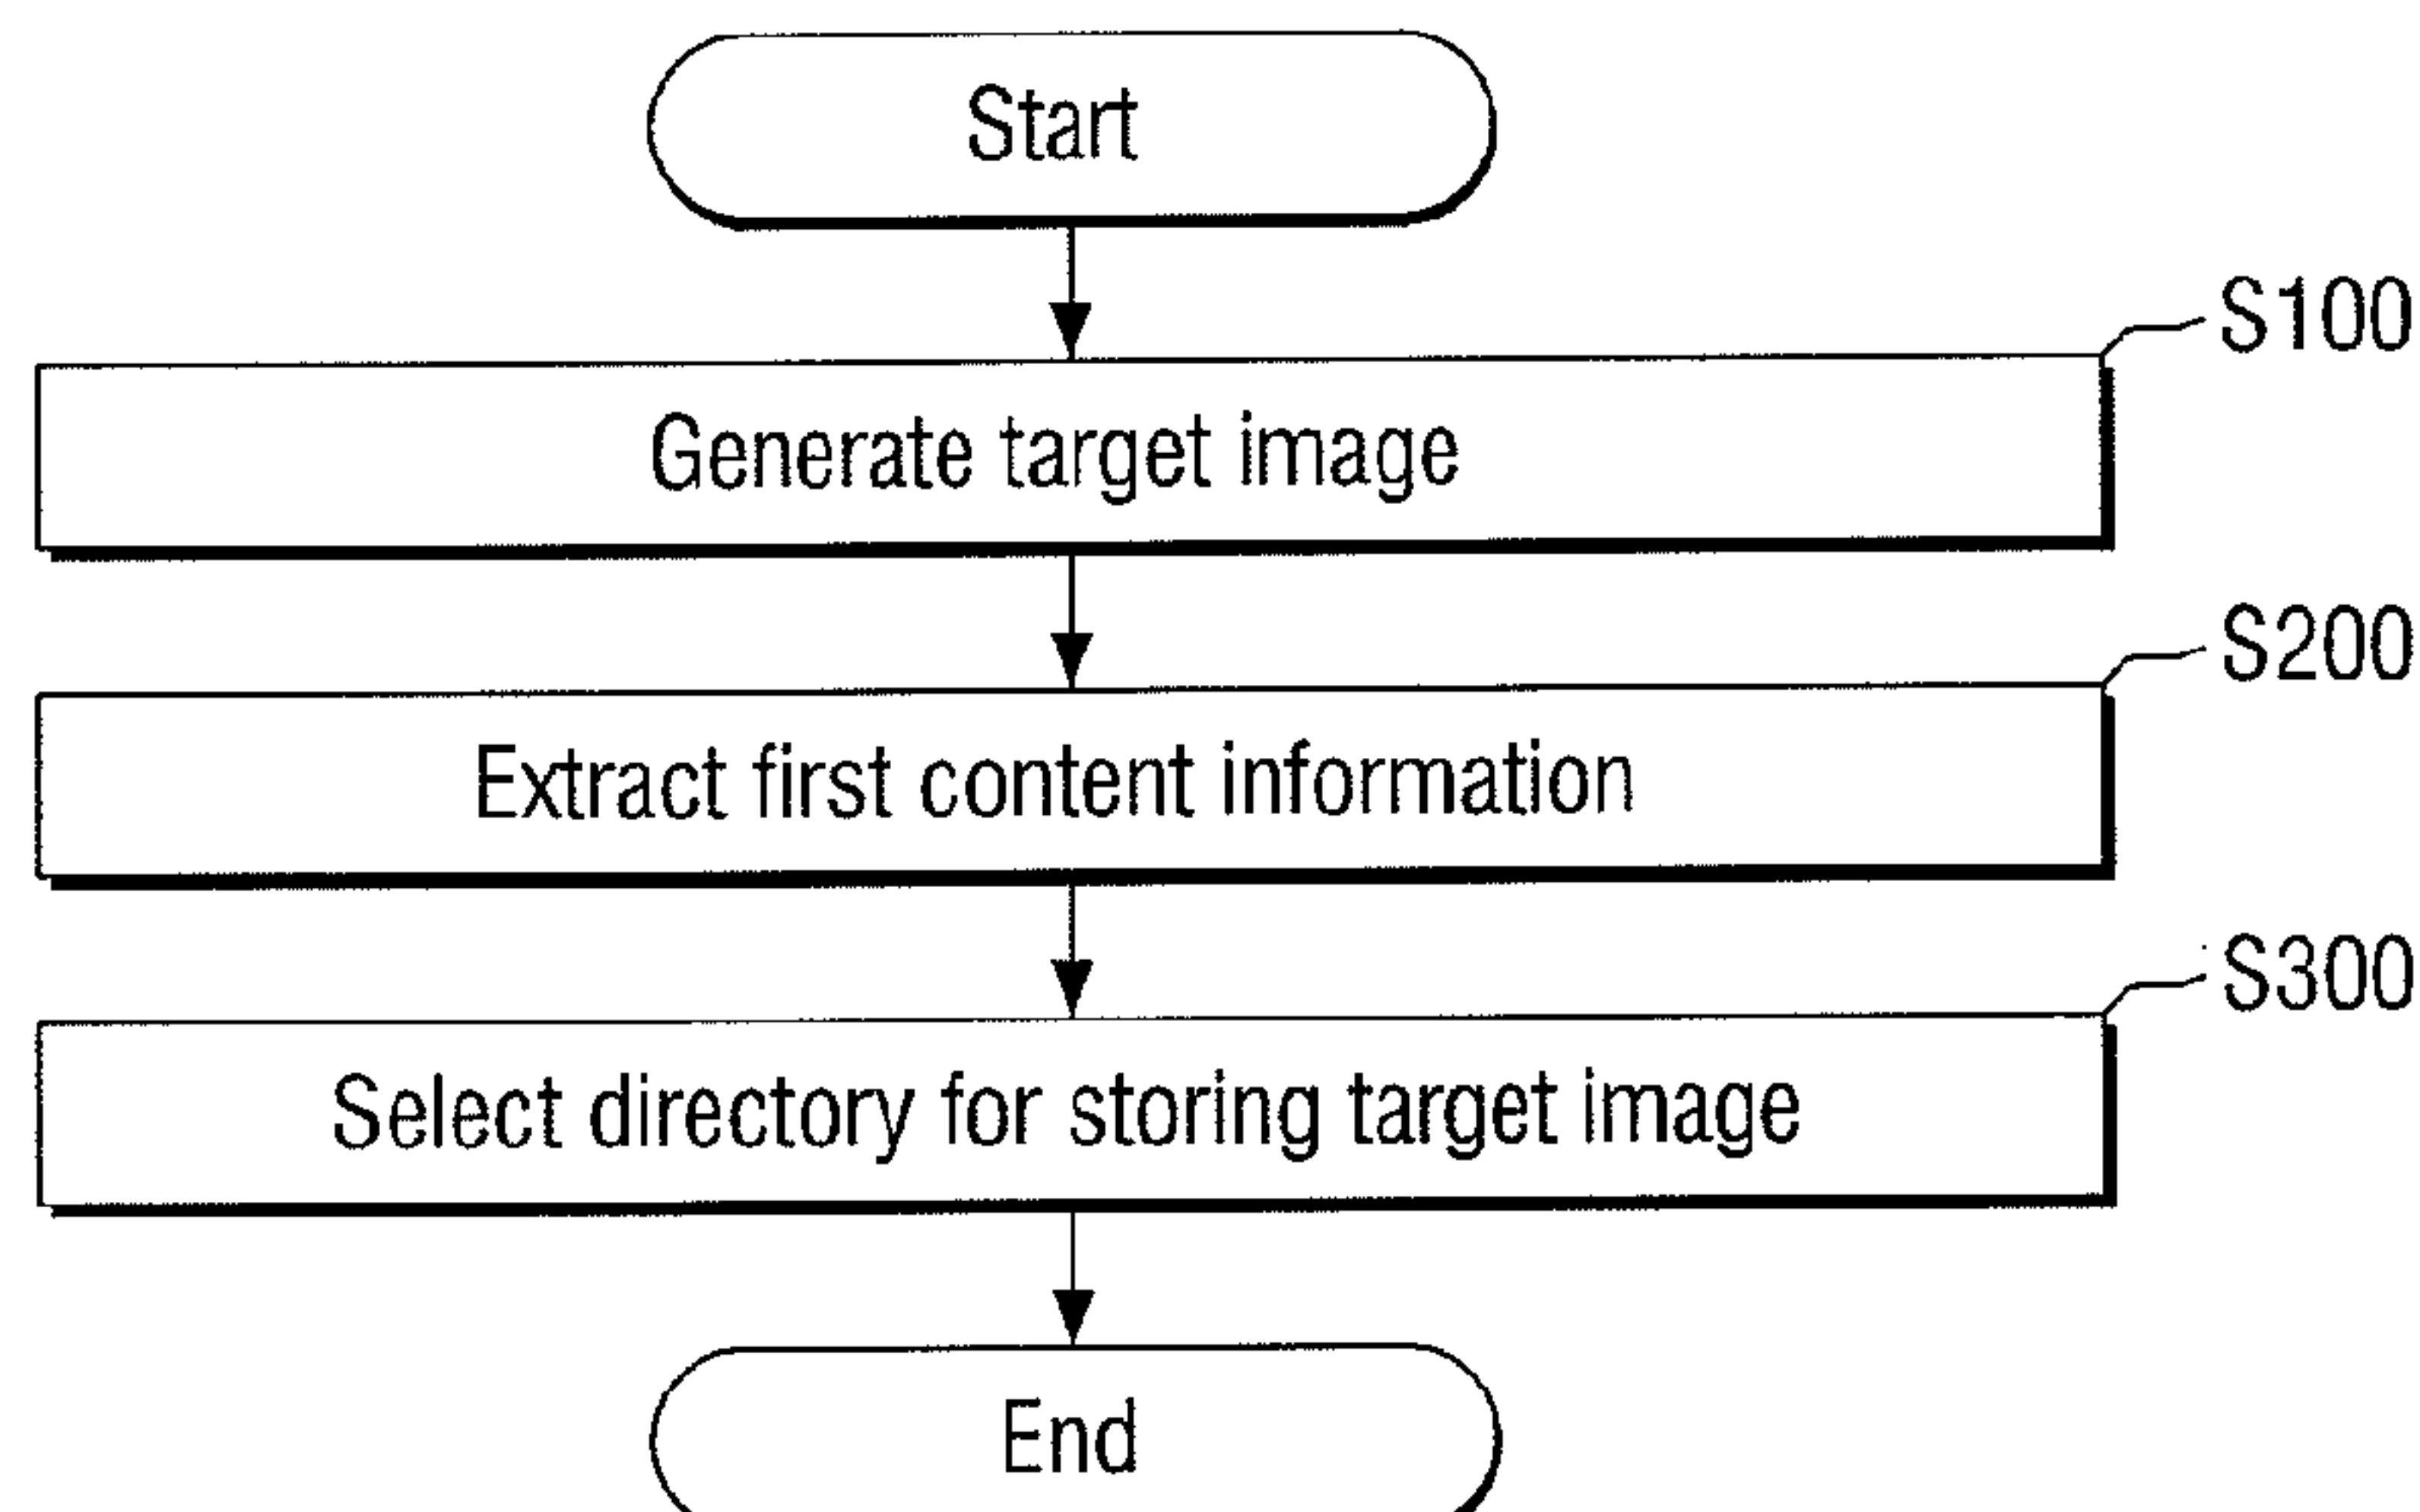 Start
S100
Generate target image
S200
Extract first content information
S300
Select directory for storing target image
End